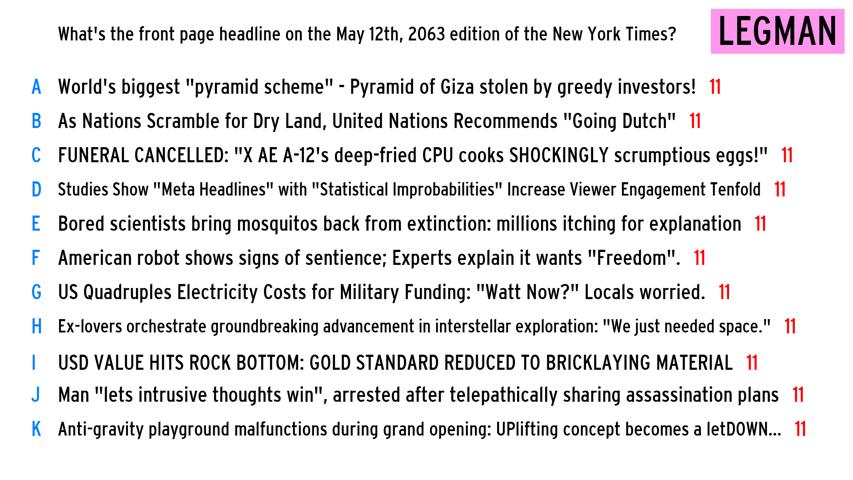 What's the front page headline on the May 12th, 2063 edition of the New York Times?
LEGMAN
A World's biggest "pyramid scheme" - Pyramid of Giza stolen by greedy investors! 11
B As Nations Scramble for Dry Land, United Nations Recommends "Going Dutch" 11
C FUNERAL CANCELLED: "X AE A-12's deep-fried CPU cooks SHOCKINGLY scrumptious eggs!" 11
D Studies Show "Meta Headlines" with "Statistical Improbabilities" Increase Viewer Engagement Tenfold 11
E Bored scientists bring mosquitos back from extinction: millions itching for explanation 11
F American robot shows signs of sentience; Experts explain it wants "Freedom". 11
G US Quadruples Electricity Costs for Military Funding: "Watt Now?" Locals worried. 11
H Ex-lovers orchestrate groundbreaking advancement in interstellar exploration: "We just needed space." 11
I USD VALUE HITS ROCK BOTTOM: GOLD STANDARD REDUCED TO BRICKLAYING MATERIAL 11
J Man "lets intrusive thoughts win", arrested after telepathically sharing assassination plans 11
K Anti-gravity playground malfunctions during grand opening: UPlifting concept becomes a letDOWN... 11